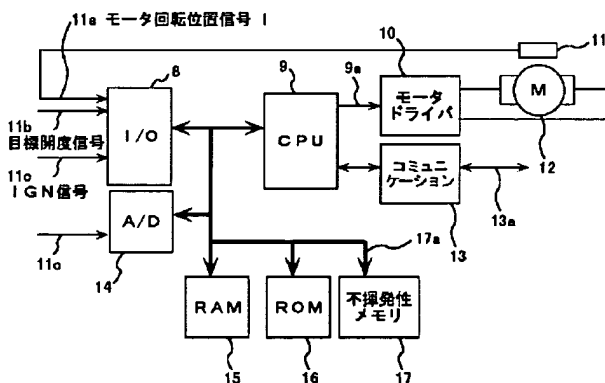 11a モータ回転位置信号 I
8
I/O
11b
目標開度信号
11c
IGN信号
A/D
11c
14
9
CPU
9a
10
モータ
ドライバ
11
M
12
コミュニ
ケーション
13
13a
17a
RAM
15
ROM
16
不揮発性
メモリ
17